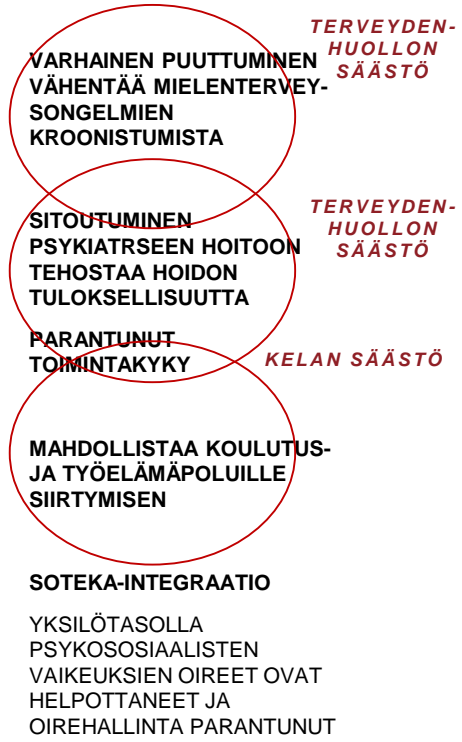 TERVEYDEN-
HUOLLON
SÄÄSTÖ
VARHAINEN PUUTTUMINEN
VÄHENTÄÄ MIELENTERVEY-
SONGELMIEN
KROONISTUMISTA
TERVEYDEN-
HUOLLON
SÄÄSTÖ
SITOUTUMINEN
PSYKIATRSEEN HOITOON
TEHOSTAA HOIDON
TULOKSELLISUUTTA
PARANTUNUT
TOIMINTAKYKY
KELAN SÄÄSTÖ
MAHDOLLISTAA KOULUTUS-
JA TYÖELÄMÄPOLUILLE
SIIRTYMISEN
SOTEKA-INTEGRAATIO
YKSILÖTASOLLA
PSYKOSOSIAALISTEN
VAIKEUKSIEN OIREET OVAT
HELPOTTANEET JA
OIREHALLINTA PARANTUNUT